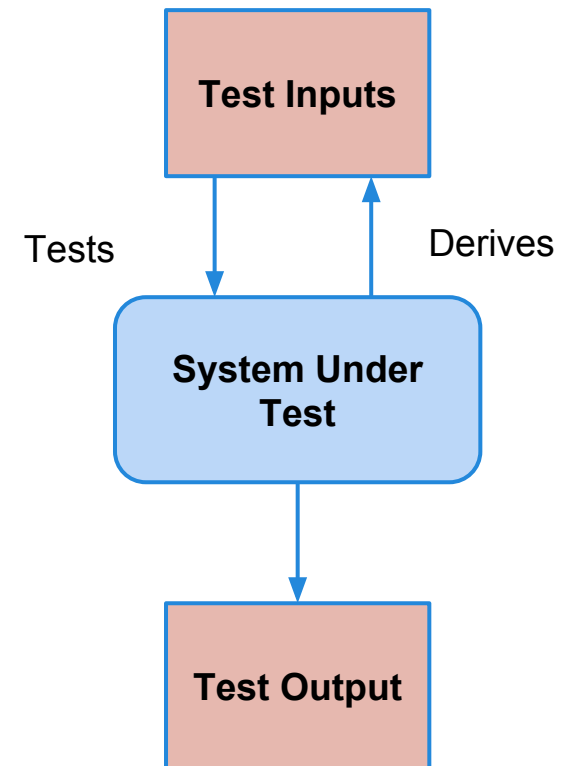 Test Inputs
Tests
Derives
System Under
Test
Test Output